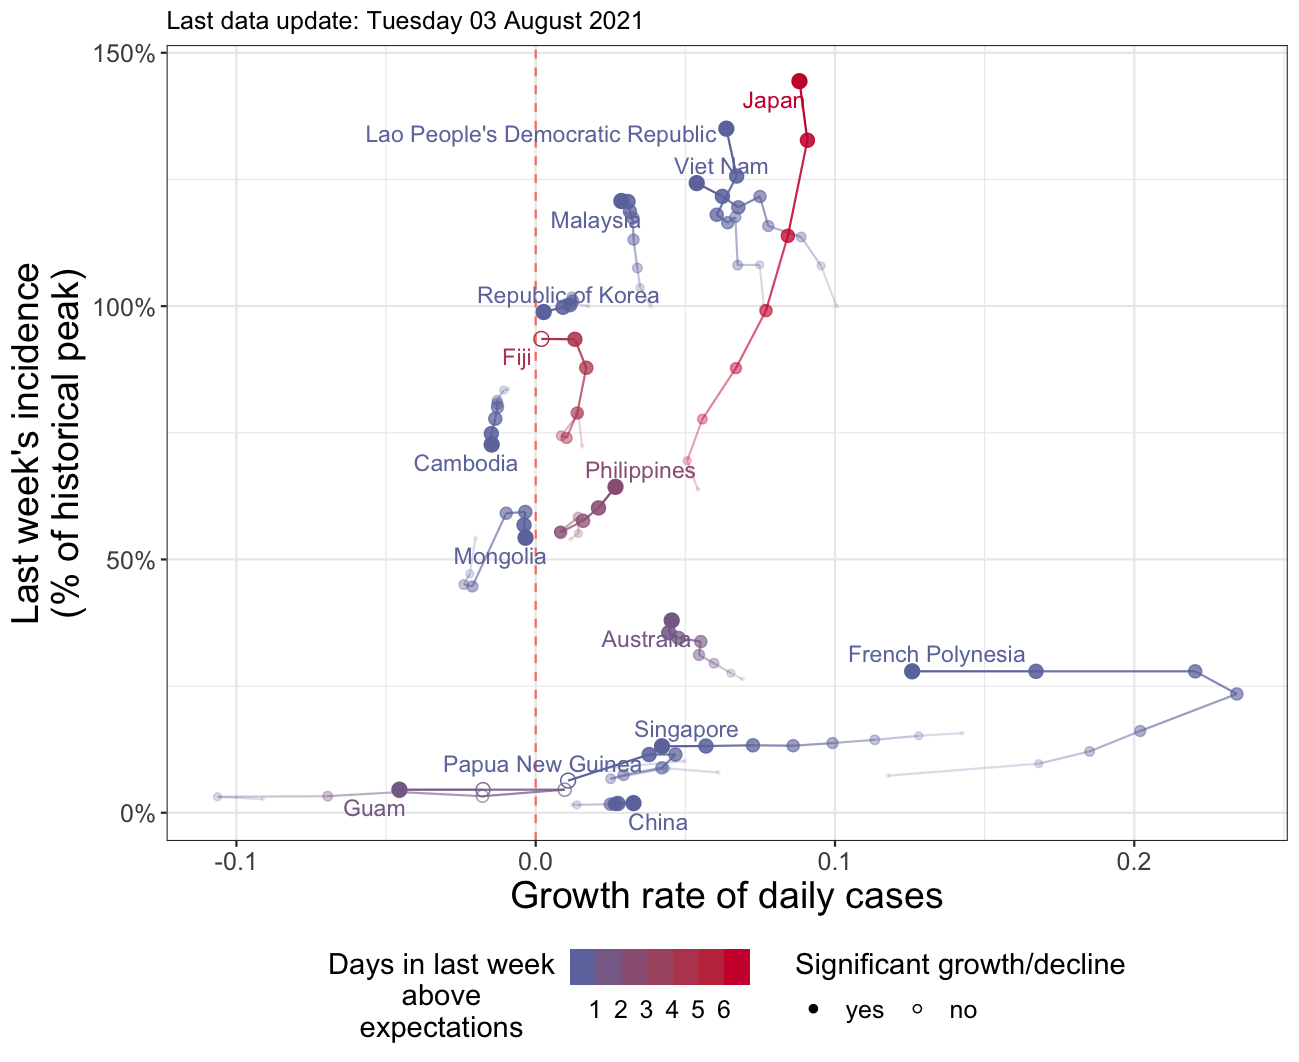 Last data update: Tuesday 03 August 2021
150%
100%
50%
0%
Last week's incidence
(% of historical peak)
Japan
Lao People's Democratic Republic
Viet Nam
Malaysia
Republic of Korea
Fiji
Cambodia
Philippines
Mongolia
Australia
French Polynesia
Singapore
Papua New Guinea
Guam
China
-0.1
0.0
0.1
0.2
Growth rate of daily cases
Days in last week
above
expectations
1 2 3 4 5 6
Significant growth/decline
yes
no